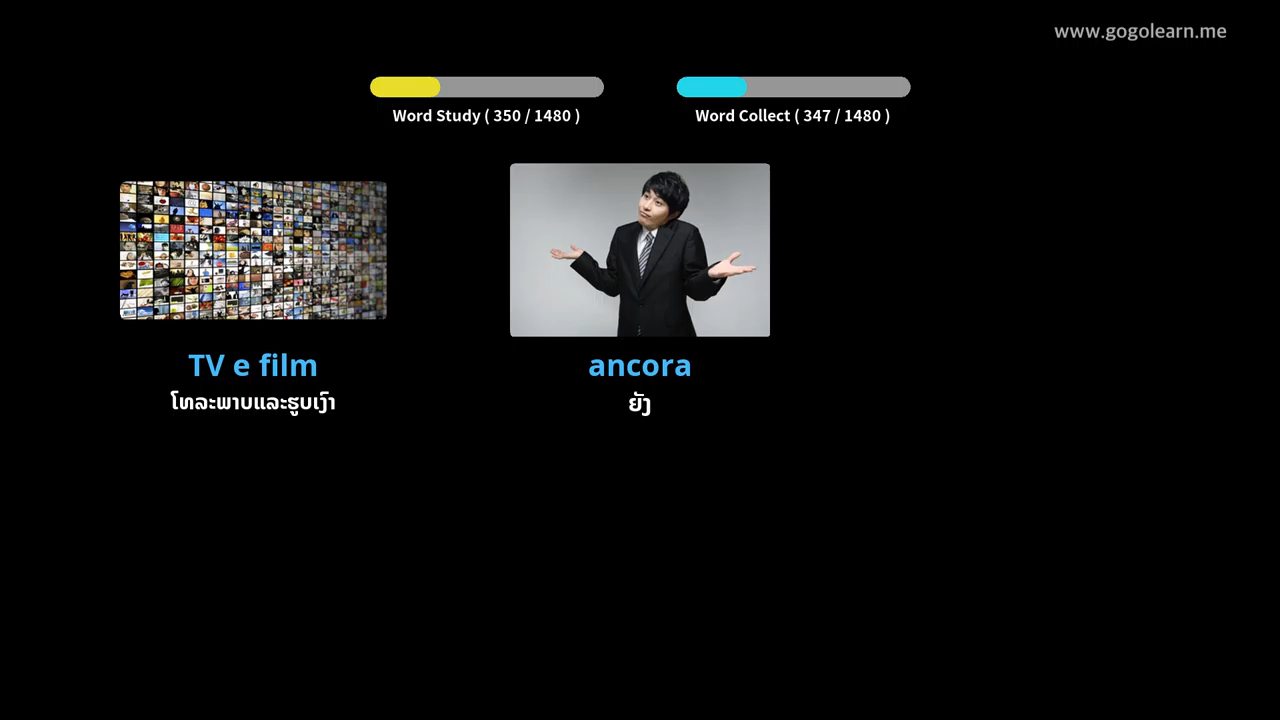 www.gogolearn.me
Word Study ( 350 / 1480 )
Word Collect ( 347 / 1480 )
TV e film
ໂທລະພາບແລະຮູບເງົາ
ancora
ຍັງ